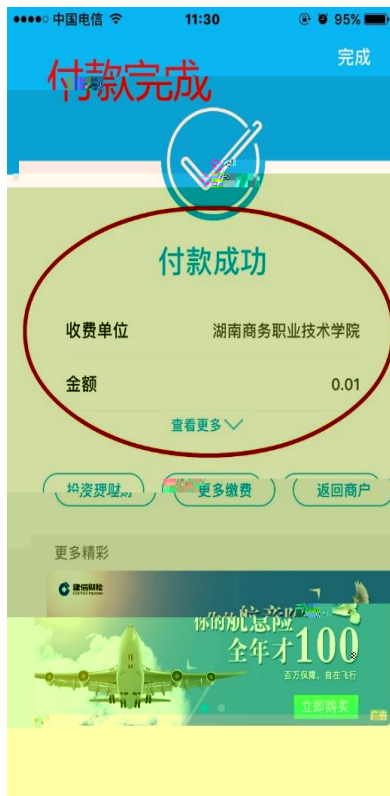 中国电信 11:30 95%
完成
付款完成
付款成功
收费单位 湖南商务职业技术学院
金额 0.01
查看更多
投资理财 更多缴费 返回商户
更多精彩
建信财险
你的航意险
全年才100
百万保障，自在飞行
立即购买
广告